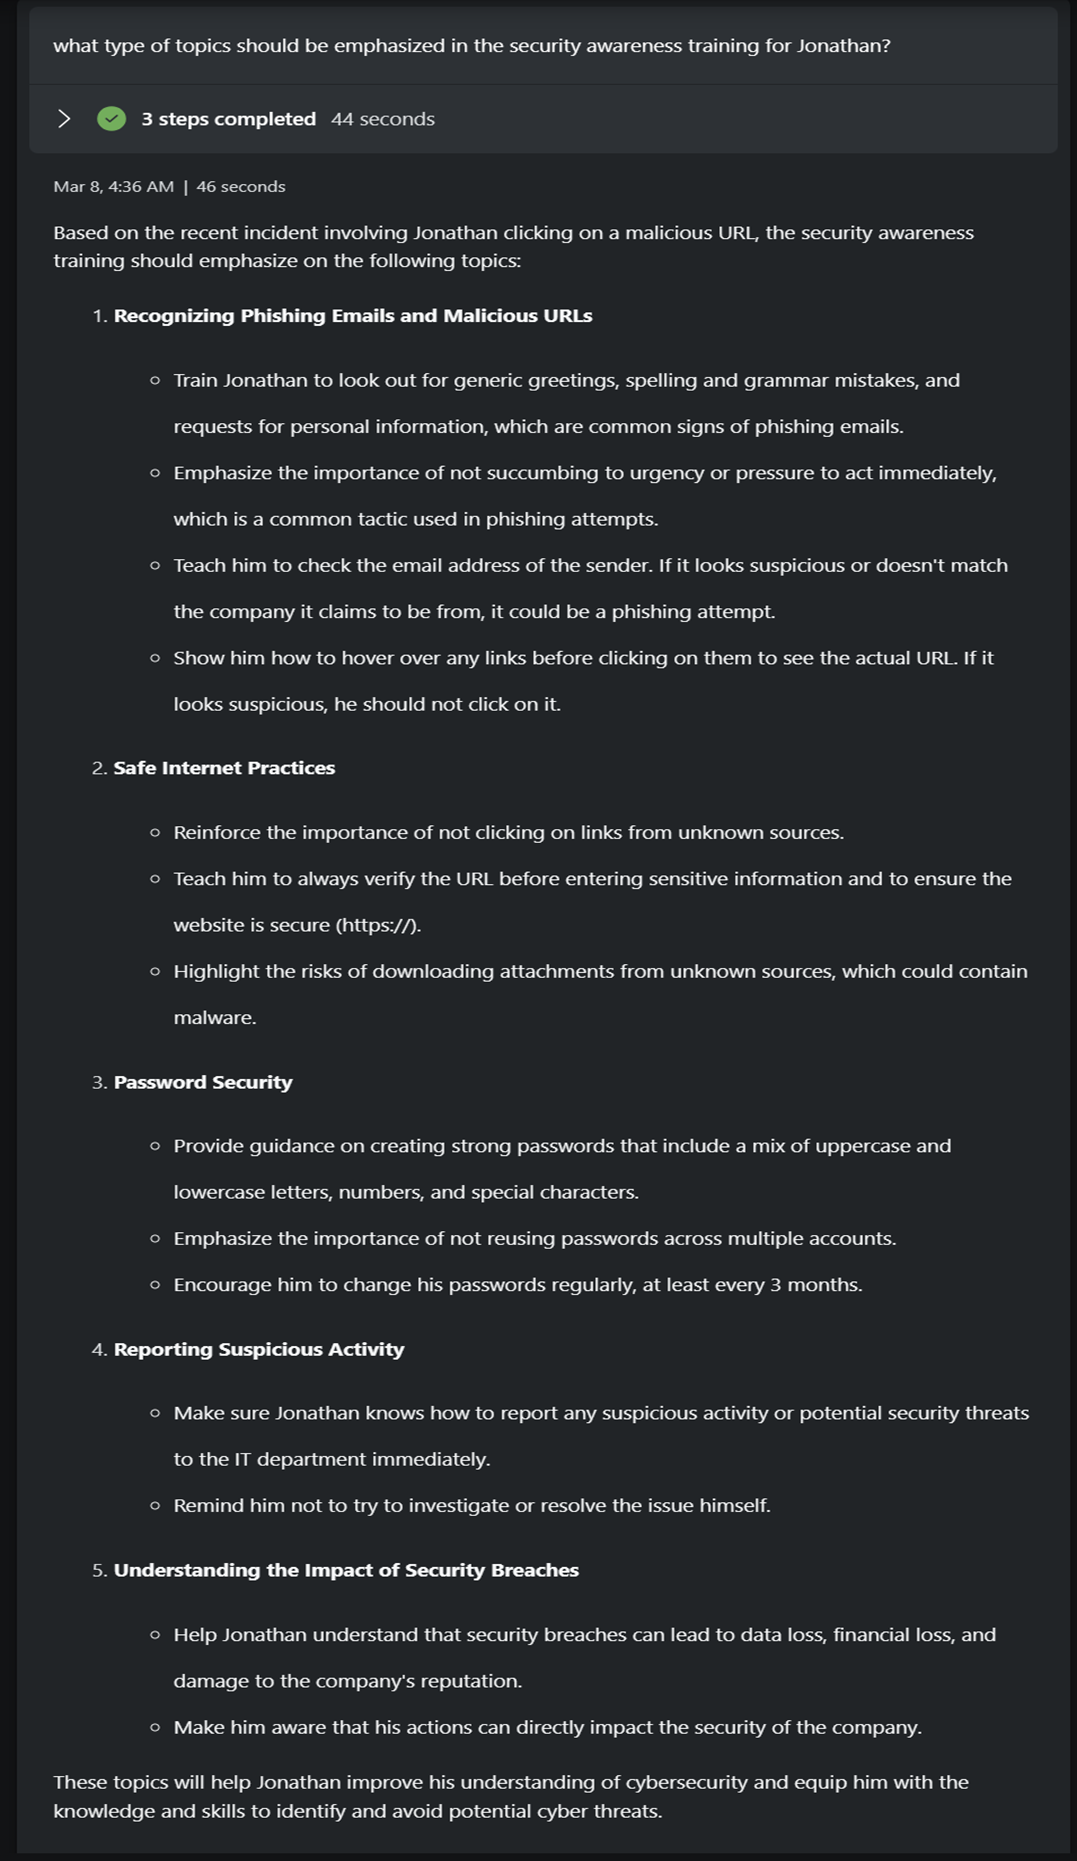 what type of topics should be emphasized in the security awareness training for Jonathan?
3 steps completed 44 seconds
Mar 8, 4:36 AM | 46 seconds
Based on the recent incident involving Jonathan clicking on a malicious URL, the security awareness
training should emphasize on the following topics:
1. Recognizing Phishing Emails and Malicious URLs
Train Jonathan to look out for generic greetings, spelling and grammar mistakes, and
requests for personal information, which are common signs of phishing emails.
Emphasize the importance of not succumbing to urgency or pressure to act immediately,
which is a common tactic used in phishing attempts.
Teach him to check the email address of the sender. If it looks suspicious or doesn't match
the company it claims to be from, it could be a phishing attempt.
Show him how to hover over any links before clicking on them to see the actual URL. If it
looks suspicious, he should not click on it.
2. Safe Internet Practices
Reinforce the importance of not clicking on links from unknown sources.
Teach him to always verify the URL before entering sensitive information and to ensure the
website is secure (https://).
Highlight the risks of downloading attachments from unknown sources, which could contain
malware.
3. Password Security
Provide guidance on creating strong passwords that include a mix of uppercase and
lowercase letters, numbers, and special characters.
Emphasize the importance of not reusing passwords across multiple accounts.
Encourage him to change his passwords regularly, at least every 3 months.
4. Reporting Suspicious Activity
Make sure Jonathan knows how to report any suspicious activity or potential security threats
to the IT department immediately.
Remind him not to try to investigate or resolve the issue himself.
5. Understanding the Impact of Security Breaches
Help Jonathan understand that security breaches can lead to data loss, financial loss, and
damage to the company's reputation.
Make him aware that his actions can directly impact the security of the company.
These topics will help Jonathan improve his understanding of cybersecurity and equip him with the
knowledge and skills to identify and avoid potential cyber threats.